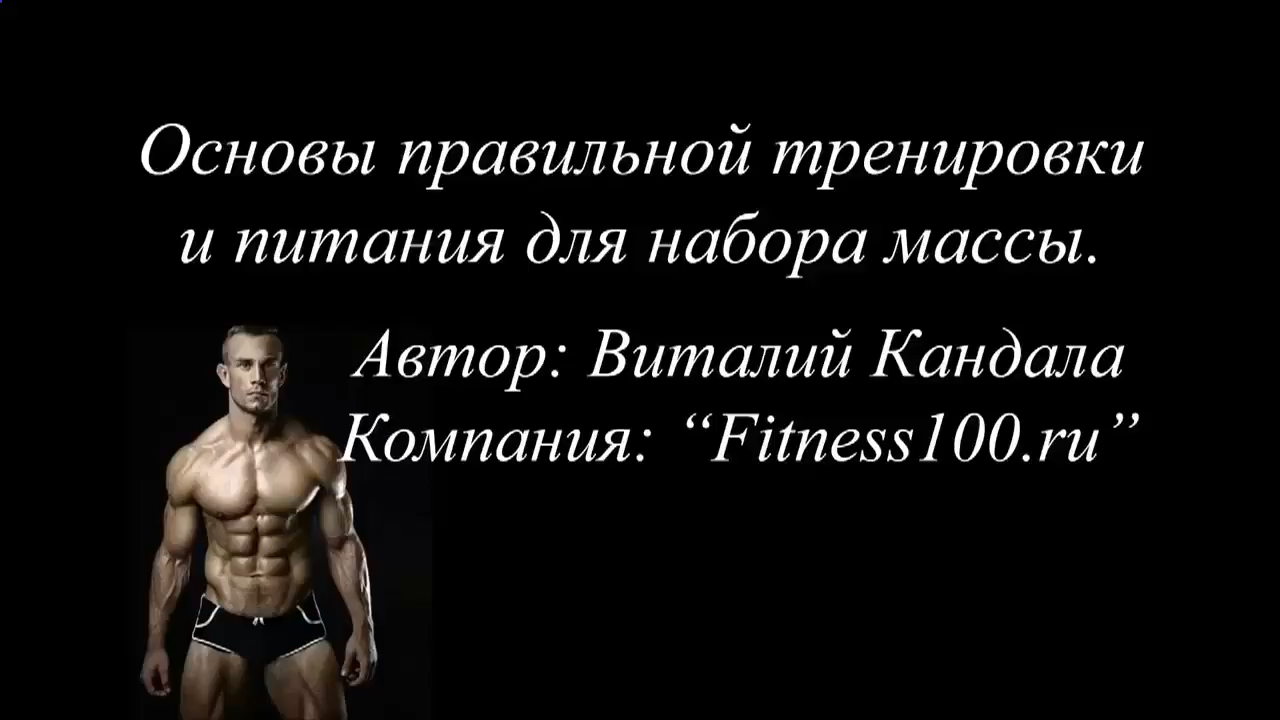 Основы правильной тренировки
и питания для набора массы.
Автор: Виталий Кандала
Компания: “Fitness100.ru”